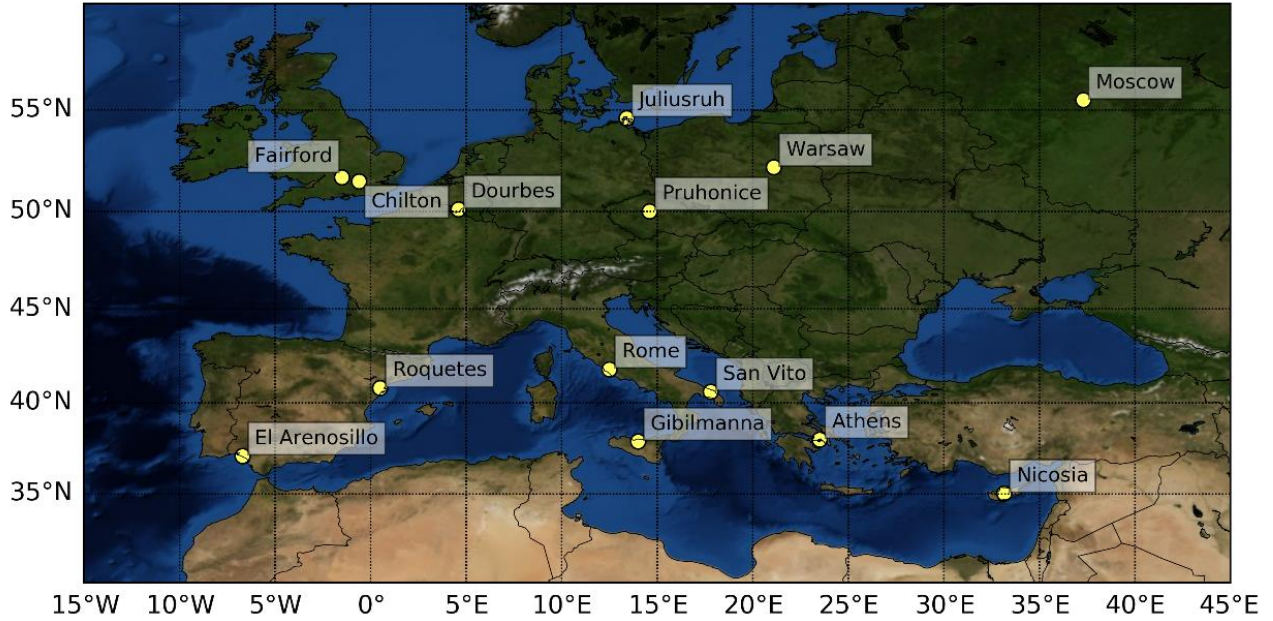 Moscow
55°N
Juliusruh
Fairford
Warsaw
Chilton
Dourbes
Pruhonice
50°N
45°N
Roquetes
Rome
San Vito
40°N
El Arenosillo
Gibilmanna
Athens
Nicosia
35°N
15°W 10°W 5°W 0° 5°E 10°E 15°E 20°E 25°E 30°E 35°E 40°E 45°E